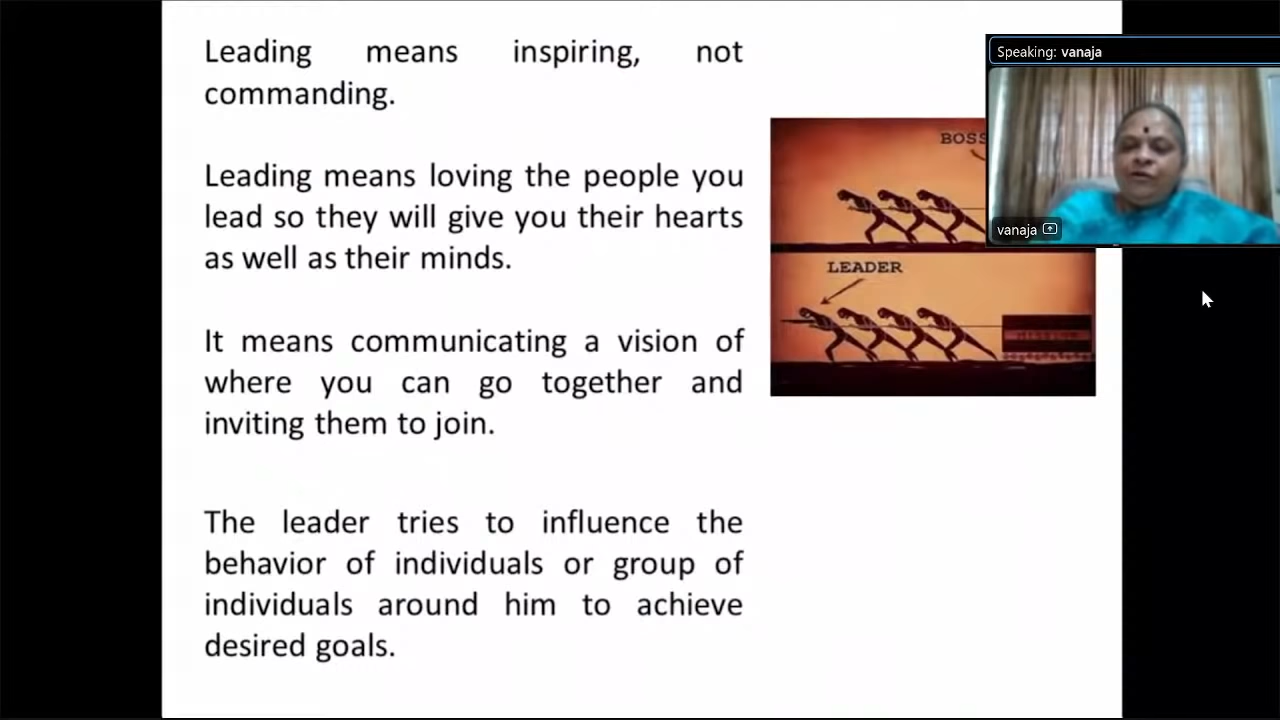 Leading means inspiring, not
commanding.
Leading means loving the people you
lead so they will give you their hearts
as well as their minds.
It means communicating a vision of
where you can go together and
inviting them to join.
The leader tries to influence the
behavior of individuals or group of
individuals around him to achieve
desired goals.
BOSS
LEADER
Speaking: vanaja
vanaja